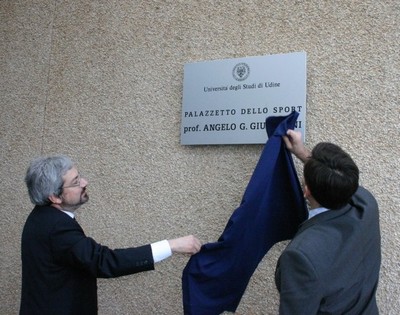 Università degli Studi di Udine
PALAZZETTO DELLO SPORT
prof. ANGELO G.